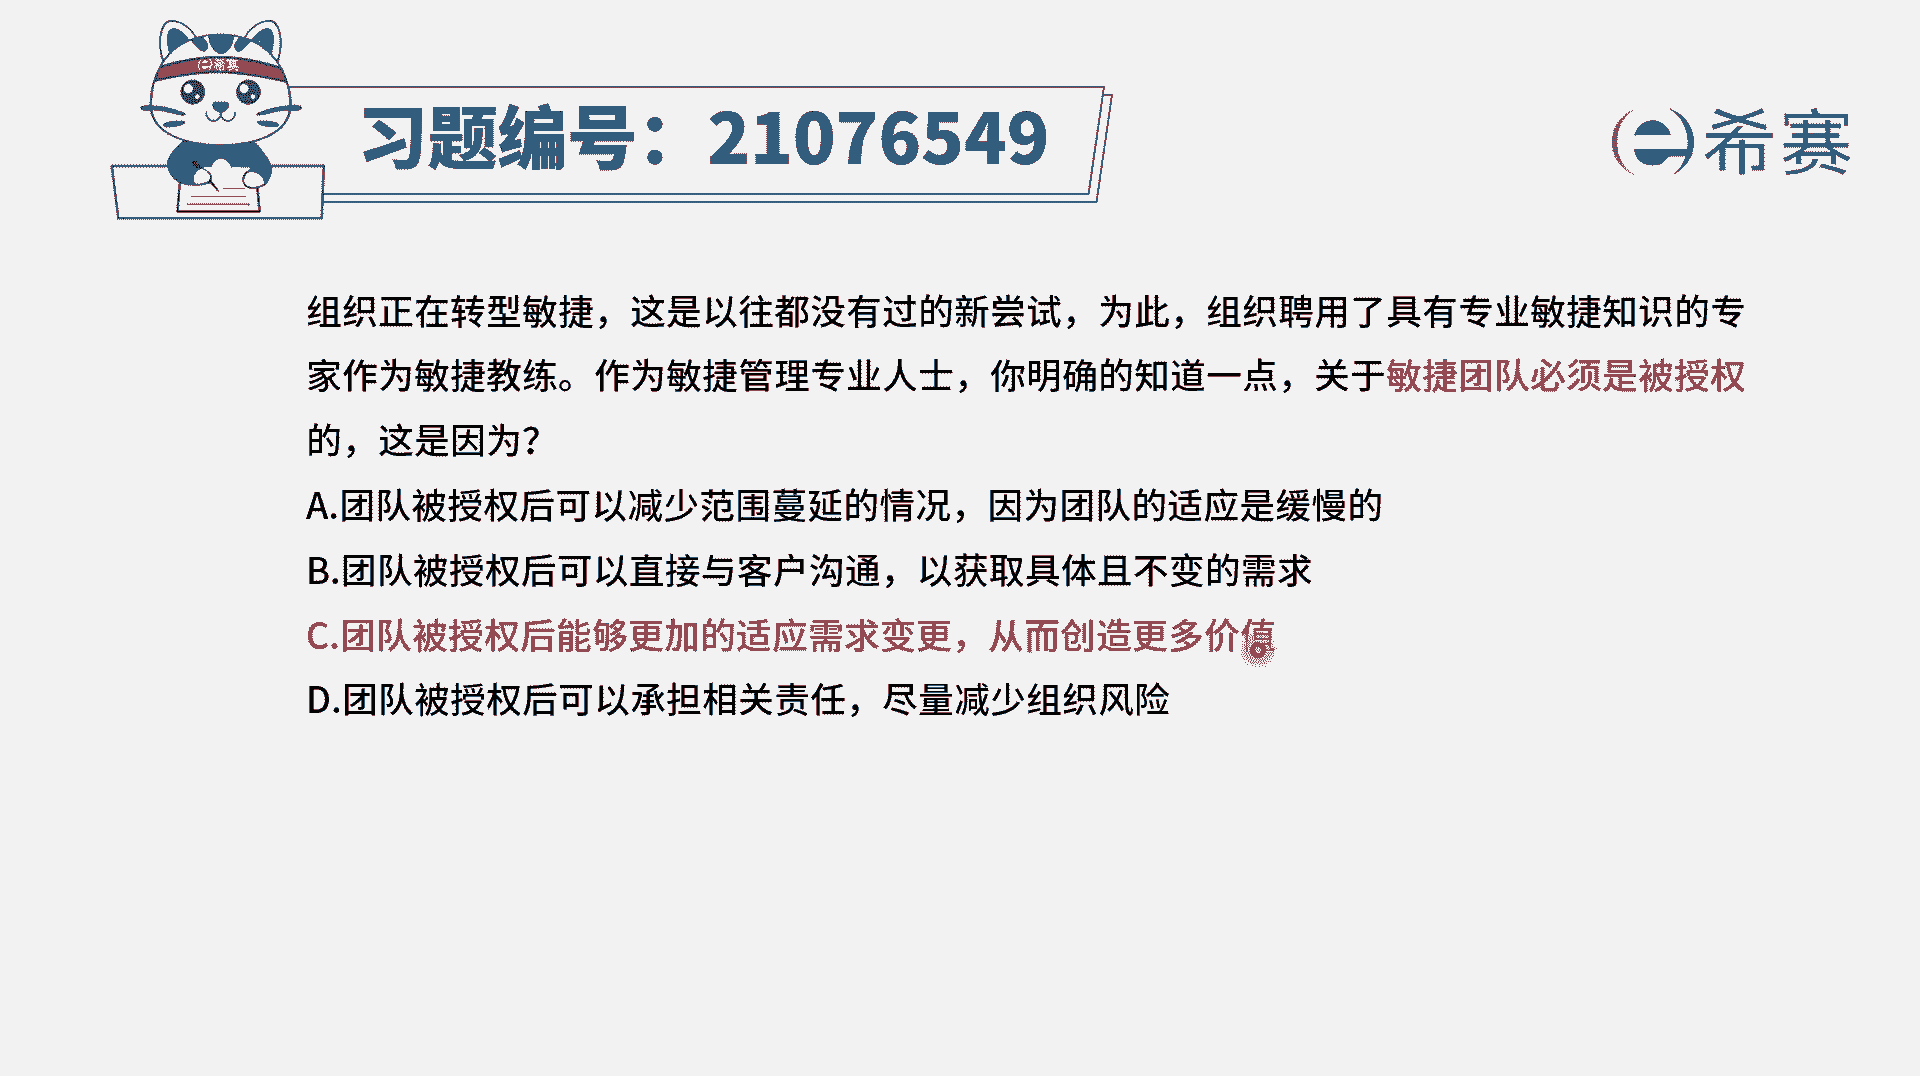 e希赛
习题编号：21076549
e希赛
组织正在转型敏捷，这是以往都没有过的新尝试，为此，组织聘用了具有专业敏捷知识的专
家作为敏捷教练。作为敏捷管理专业人士，你明确的知道一点，关于敏捷团队必须是被授权
的，这是因为？
A.团队被授权后可以减少范围蔓延的情况，因为团队的适应是缓慢的
B.团队被授权后可以直接与客户沟通，以获取具体且不变的需求
C.团队被授权后能够更加的适应需求变更，从而创造更多价值
D.团队被授权后可以承担相关责任，尽量减少组织风险